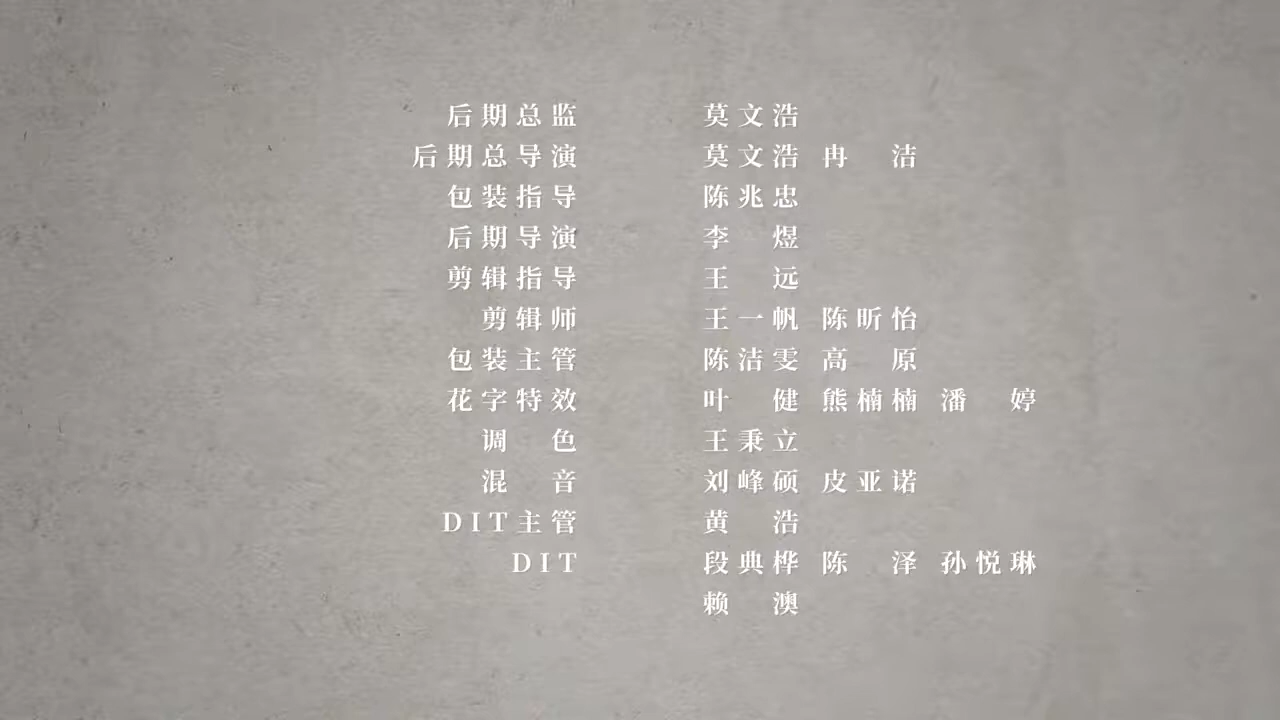 后期总监 莫文浩
后期总导演 莫文浩 冉 洁
包装指导 陈兆忠
后期导演 李 煜
剪辑指导 王 远
剪辑师 王一帆 陈昕怡
包装主管 陈洁雯 高 原
花字特效 叶 健 熊楠楠 潘 婷
调 色 王秉立
混 音 刘峰硕 皮亚诺
DIT主管 黄 浩
DIT 段典桦 陈 泽 孙悦琳
赖 澳